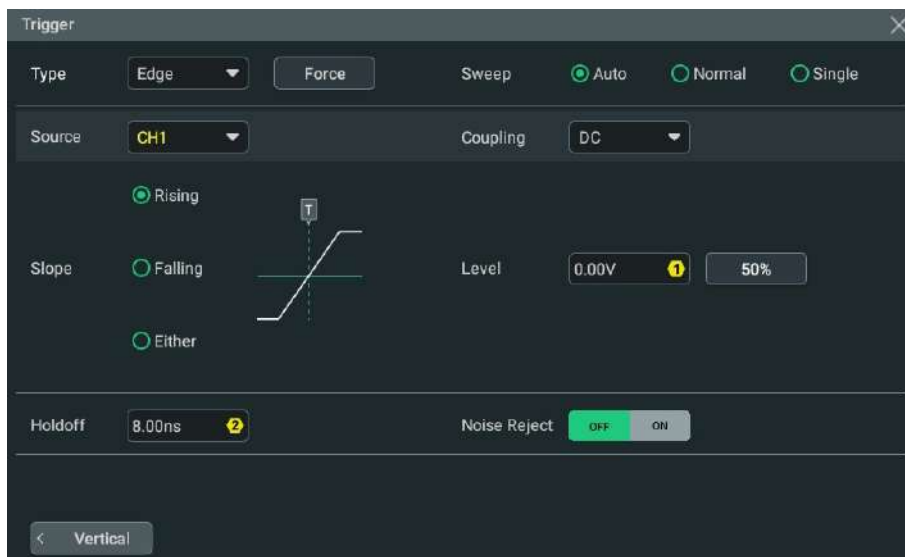 Trigger
Type Edge Force Sweep Auto Normal Single
Source CH1 Coupling DC
Rising
T
Slope Falling Level 0.00V 1 50%
Either
Holdoff 8.00ns 2 Noise Reject OFF ON
< Vertical